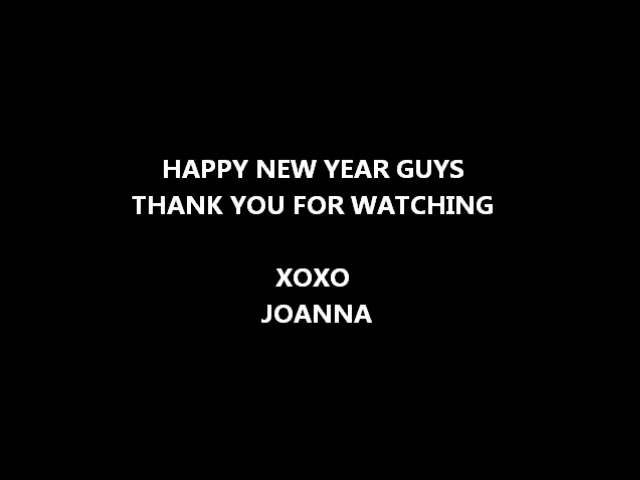 HAPPY NEW YEAR GUYS
THANK YOU FOR WATCHING
XOXO
JOANNA